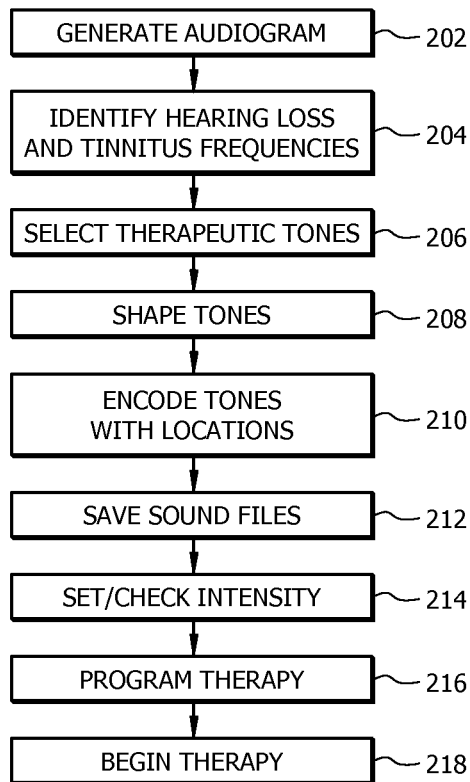 GENERATE AUDIOGRAM
202
IDENTIFY HEARING LOSS
AND TINNITUS FREQUENCIES
204
SELECT THERAPEUTIC TONES
206
SHAPE TONES
208
ENCODE TONES
WITH LOCATIONS
210
SAVE SOUND FILES
212
SET/CHECK INTENSITY
214
PROGRAM THERAPY
216
BEGIN THERAPY
218